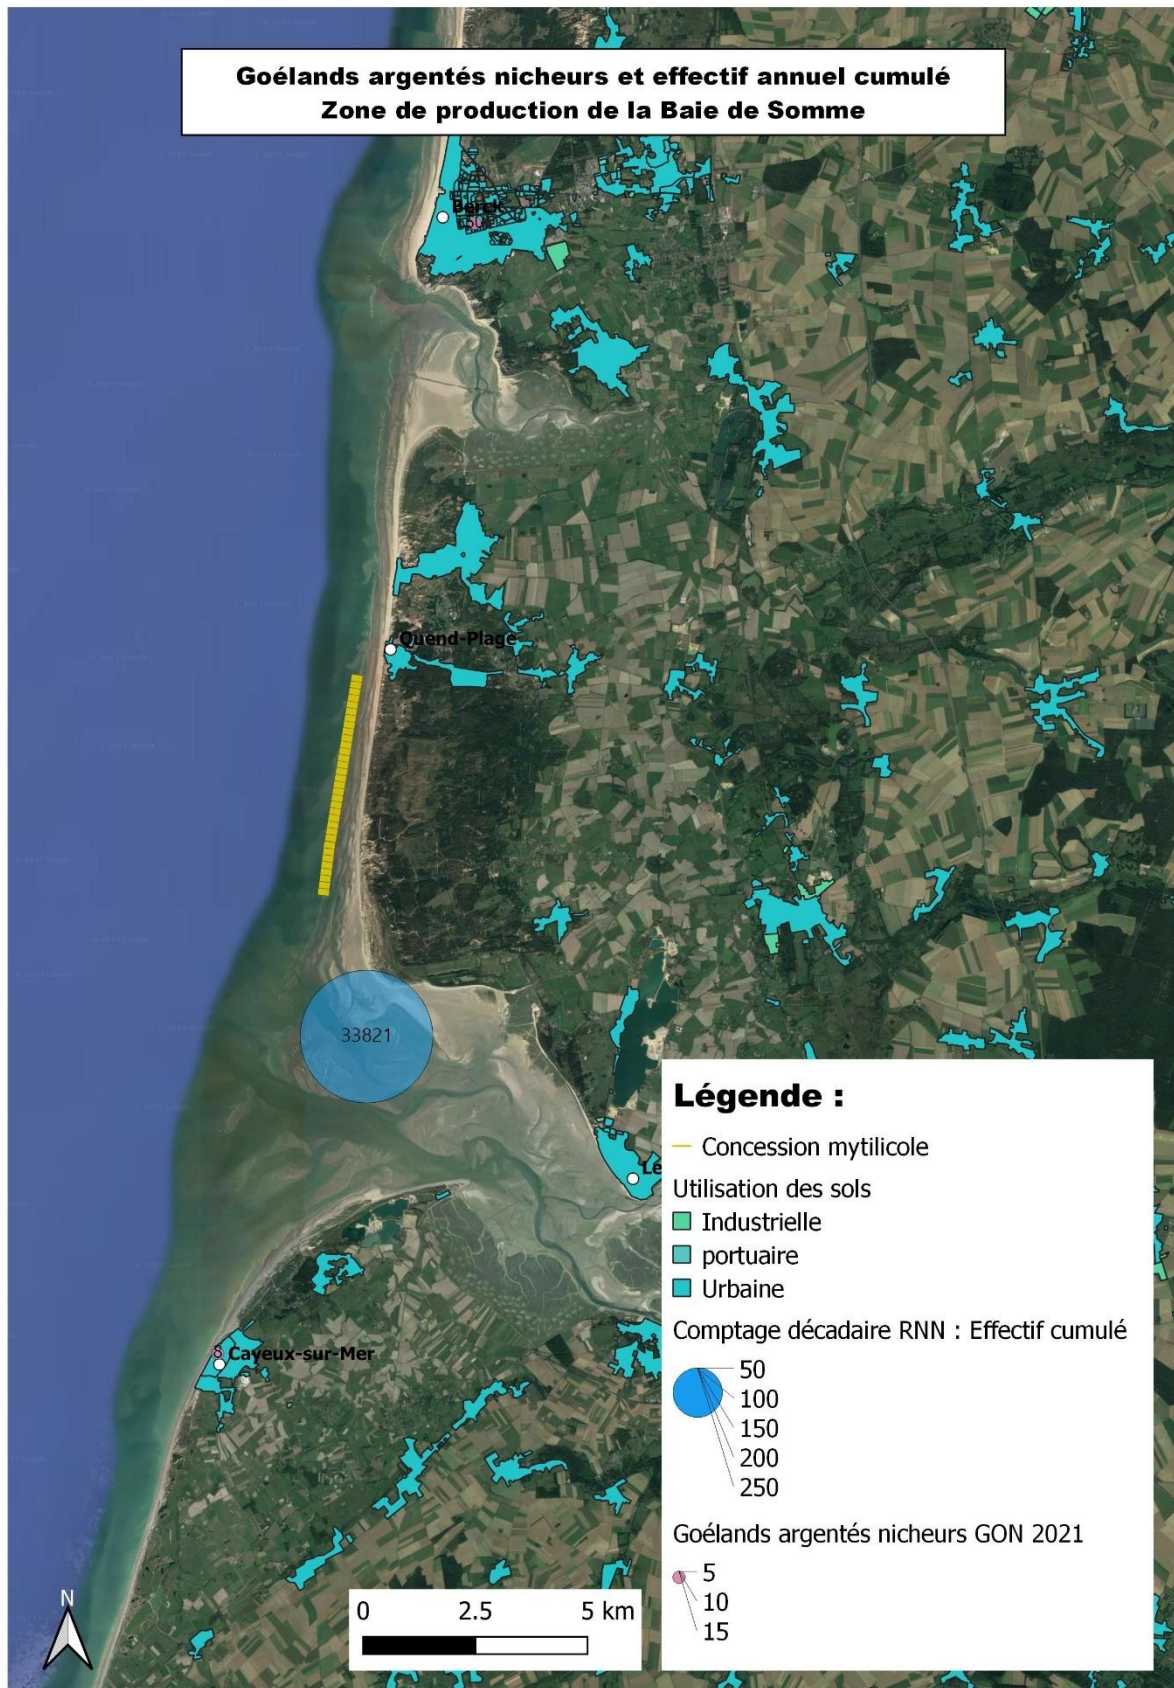 Goélands argentés nicheurs et effectif annuel cumulé
Zone de production de la Baie de Somme
Berck
Quend-Plage
33821
Le
Cayeux-sur-Mer
Légende :
Concession mytilicole
Utilisation des sols
Industrielle
portuaire
Urbaine
Comptage décadaire RNN : Effectif cumulé
50
100
150
200
250
Goélands argentés nicheurs GON 2021
5
10
15
N
0 2.5 5 km